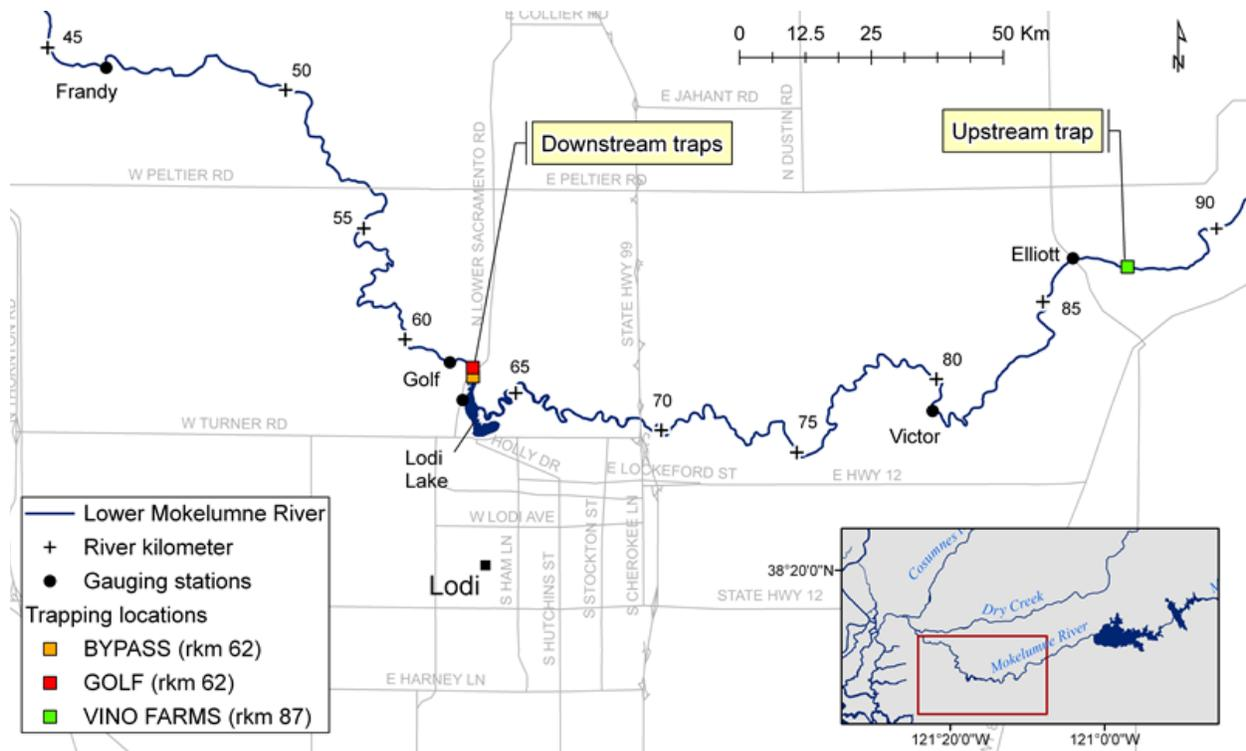 E COLLIER RD
45
0 12.5 25 50 Km
N
50
Frandy
E JAHANT RD
N DUSTIN RD
Downstream traps
Upstream trap
W PELTIER RD
E PELTIER RD
N LOWER SACRAMENTO RD
STATE HWY 99
55
90
Elliott
85
60
Golf
65
80
70
75
Victor
W TURNER RD
HOLLY DR
Lodi
Lake
E LOCKEFORD ST
E HWY 12
N THORNTON RD
W LODI AVE
S HAM LN
S HUTCHINS ST
S STOCKTON ST
S CHEROKEE LN
Lodi
STATE HWY 12
E HARNEY LN
Lower Mokelumne River
River kilometer
Gauging stations
Trapping locations
BYPASS (rkm 62)
GOLF (rkm 62)
VINO FARMS (rkm 87)
38°20'0"N
Cosumnes
Dry Creek
Mokelumne River
M
121°20'0"W
121°0'0"W